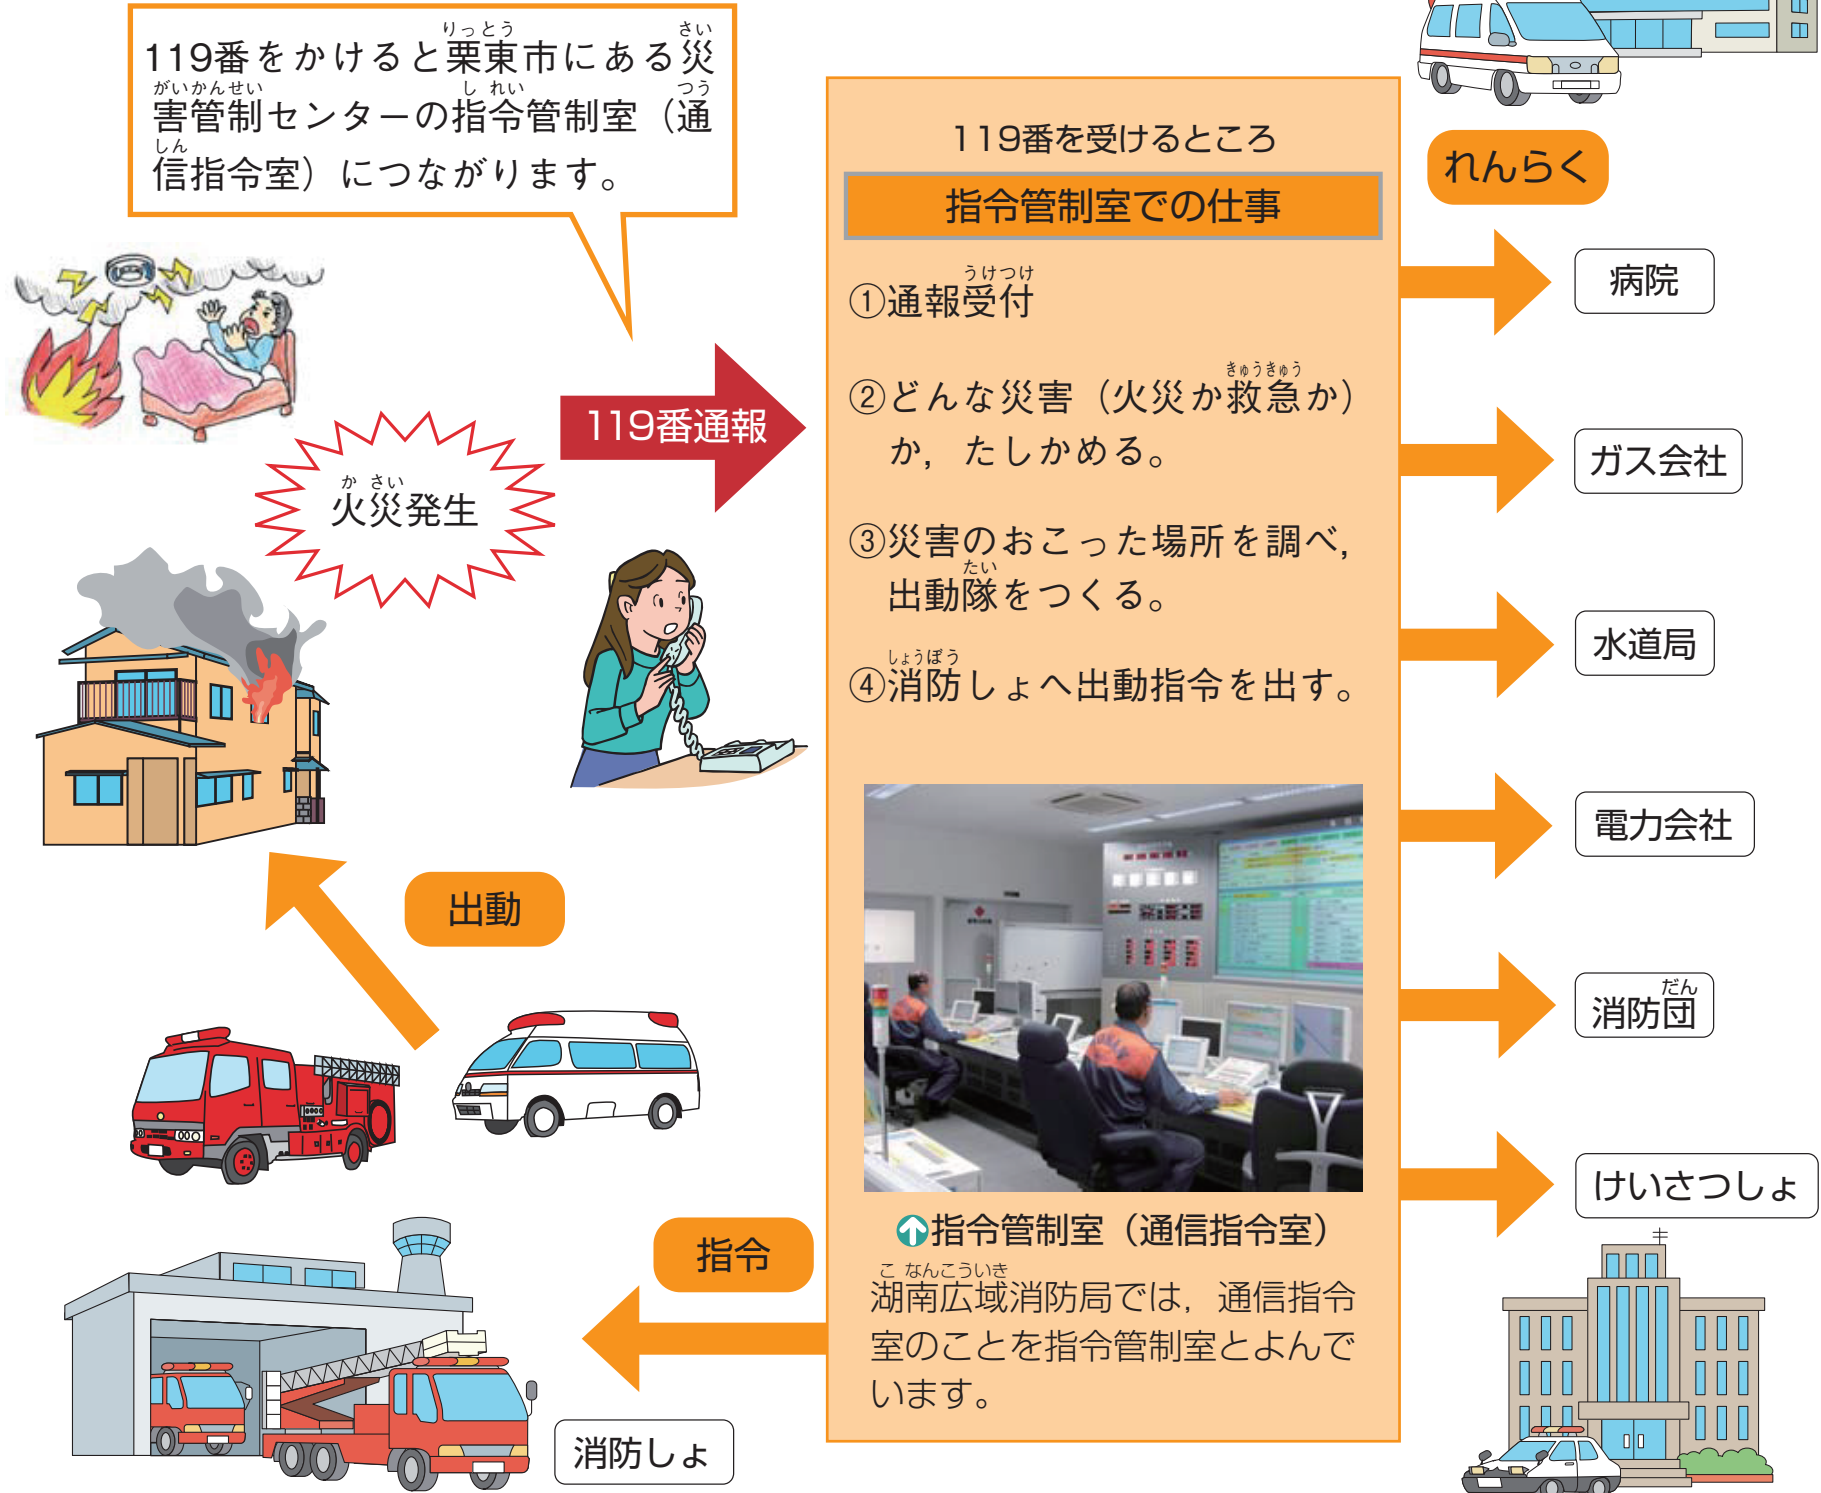 119番をかけると栗東市にある災
害管制センターの指令管制室（通
信指令室）につながります。
火災発生
119番通報
119番を受けるところ
指令管制室での仕事
①通報受付
②どんな災害（火災か救急か）
か，たしかめる。
③災害のおこった場所を調べ，
出動隊をつくる。
④消防しょへ出動指令を出す。
指令管制室（通信指令室）
湖南広域消防局では，通信指令
室のことを指令管制室とよんで
います。
れんらく
病院
ガス会社
水道局
電力会社
消防団
けいさつしょ
指令
消防しょ
出動